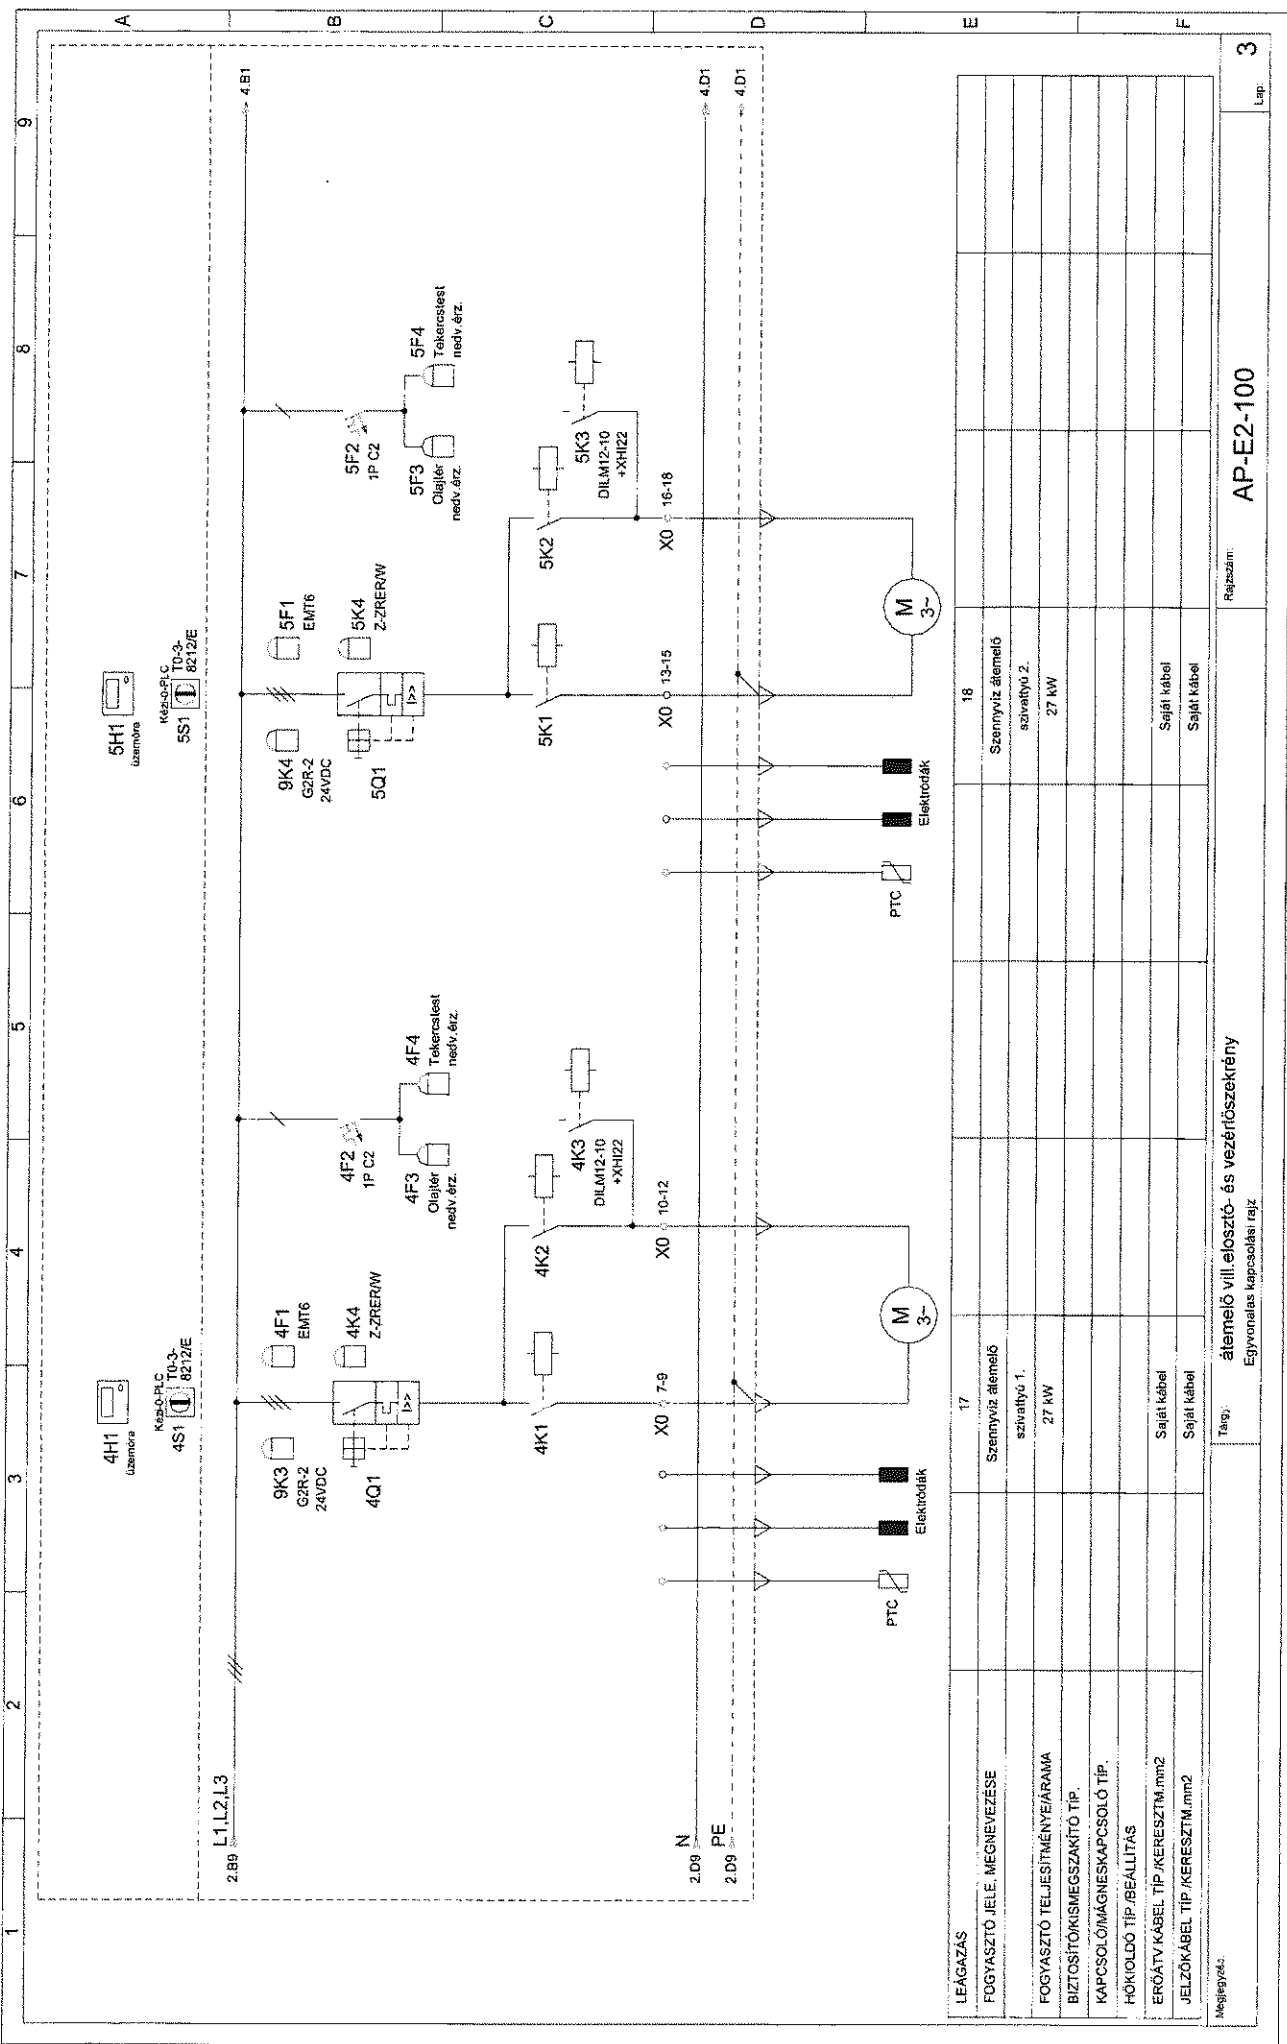 1 2 3 4 5 6 7 8 9
A
B
C
D
E
F
4H1
üzemóra
Kézi-0-PLC
4S1
T0-3-
8212/E
5H1
üzemóra
Kézi-0-PLC
5S1
T0-3-
8212/E
L1,L2,L3
2.B9
4.B1
9K3
G2R-2
24VDC
4F1
EMT6
4K4
Z-ZRER/W
4Q1
I>>
4F2
1P C2
4F3
Olajtér
nedv.érz.
4F4
Tekercstest
nedv.érz.
9K4
G2R-2
24VDC
5F1
EMT6
5K4
Z-ZRER/W
5Q1
I>>
5F2
1P C2
5F3
Olajtér
nedv.érz.
5F4
Tekercstest
nedv.érz.
4K1
4K2
4K3
DILM12-10
+XHI22
5K1
5K2
5K3
DILM12-10
+XHI22
X0 7-9
X0 10-12
X0 13-15
X0 16-18
N
2.D9
4.D1
PE
2.D9
4.D1
PTC
Elektródák
M
3~
PTC
Elektródák
M
3~
LEÁGAZÁS 17 18
FOGYASZTÓ JELE, MEGNEVEZÉSE Szennyvíz átemelő Szennyvíz átemelő
szivattyú 1. szivattyú 2.
FOGYASZTÓ TELJESÍTMÉNYE/ÁRAMA 27 kW 27 kW
BIZTOSÍTÓ/KISMEGSZAKÍTÓ TÍP.
KAPCSOLÓ/MÁGNESKAPCSOLÓ TÍP.
HŐKIOLDÓ TÍP./BEÁLLÍTÁS
ERŐÁTV.KÁBEL TÍP./KERESZTM.mm2 Saját kábel Saját kábel
JELZŐKÁBEL TÍP./KERESZTM.mm2 Saját kábel Saját kábel
Megjegyzés:
Tárgy:
átemelő vill.elosztó- és vezérlőszekrény
Egyvonalas kapcsolási rajz
Rajzszám:
AP-E2-100
Lap:
3